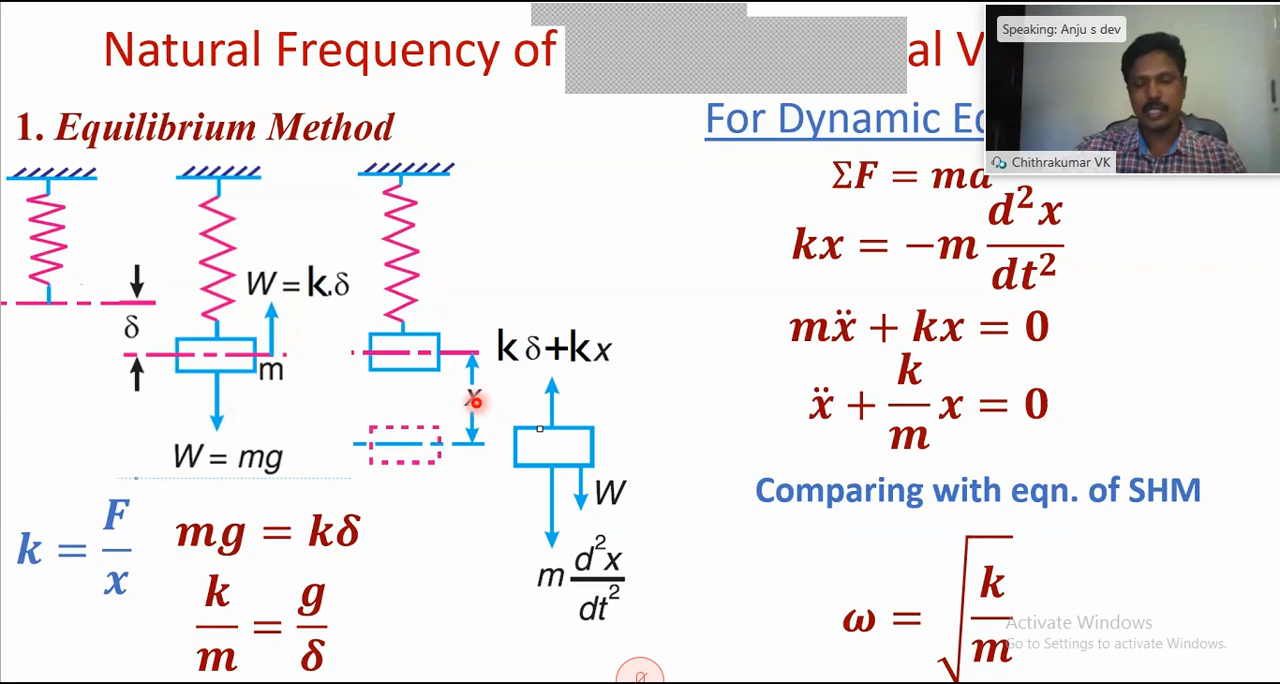 Natural Frequency of al V
Speaking: Anju s dev
Chithrakumar VK
1. Equilibrium Method
For Dynamic E
ΣF = ma
kx = −m d²x/dt²
mẍ + kx = 0
ẍ + k/m x = 0
Comparing with eqn. of SHM
ω = √(k/m)
δ
W = k.δ
m
W = mg
x
kδ+kx
W
m d²x/dt²
k = F/x
mg = kδ
k/m = g/δ
Activate Windows
Go to Settings to activate Windows.